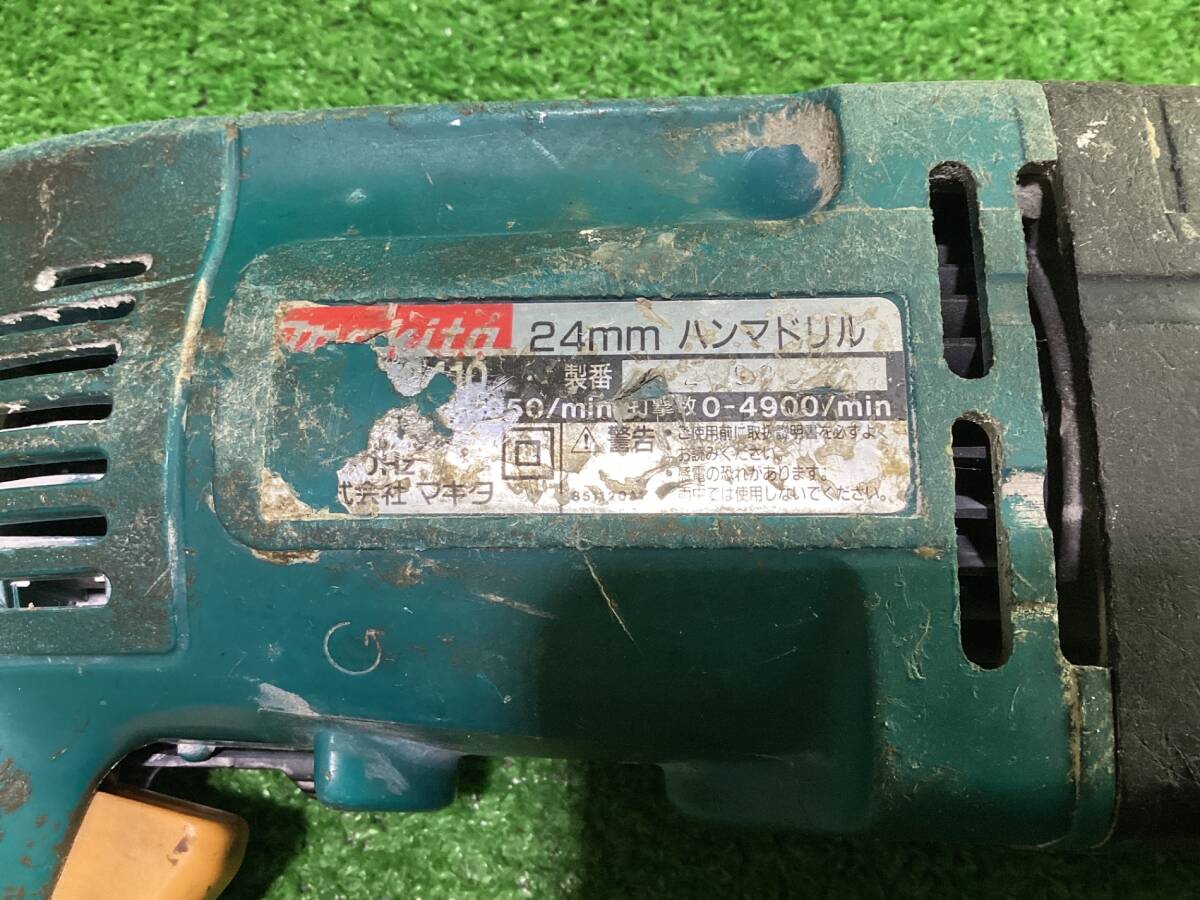 makita 24mm ハンマドリル
410 製番
50/min 打撃数0-4900/min
警告
・ご使用前に取扱説明書を必ずよく
お読みください。
・感電の恐れがあります。
雨中では使用しないでください。
0Hz
式会社 マキタ